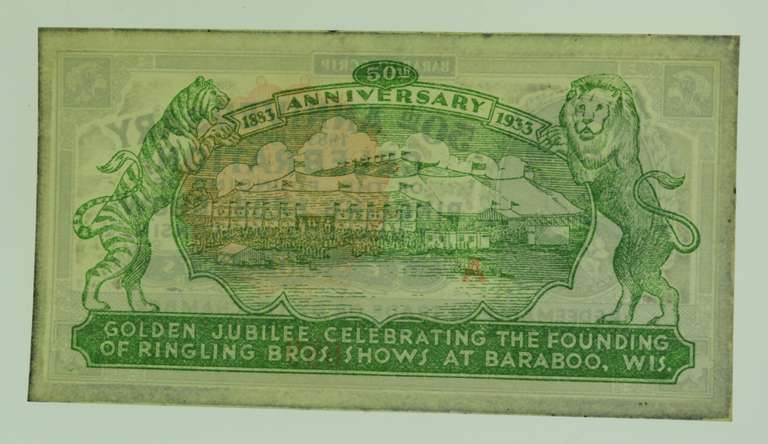 50th
1883 ANNIVERSARY 1933
GOLDEN JUBILEE CELEBRATING THE FOUNDING
OF RINGLING BROS. SHOWS AT BARABOO, WIS.